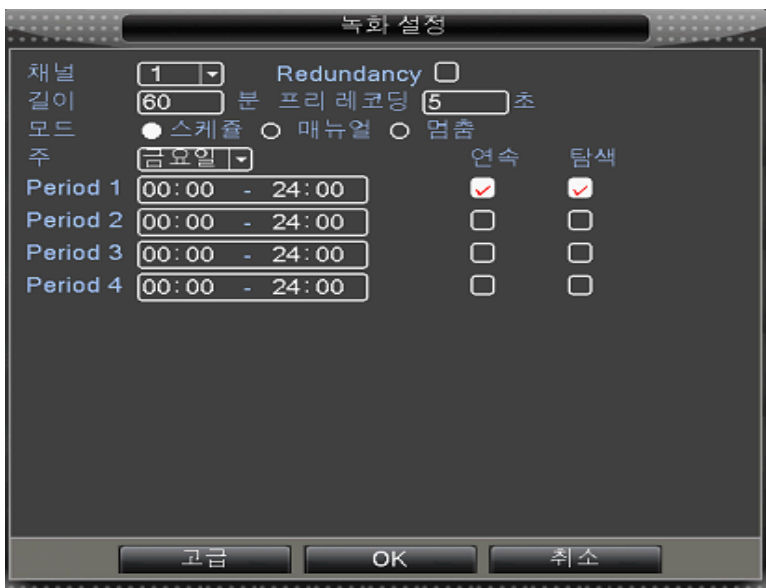 녹화 설정
채널 1 Redundancy
길이 60 분 프리 레코딩 5 초
모드 스케쥴 매뉴얼 멈춤
주 금요일 연속 탐색
Period 1 00:00 - 24:00
Period 2 00:00 - 24:00
Period 3 00:00 - 24:00
Period 4 00:00 - 24:00
고급 OK 취소